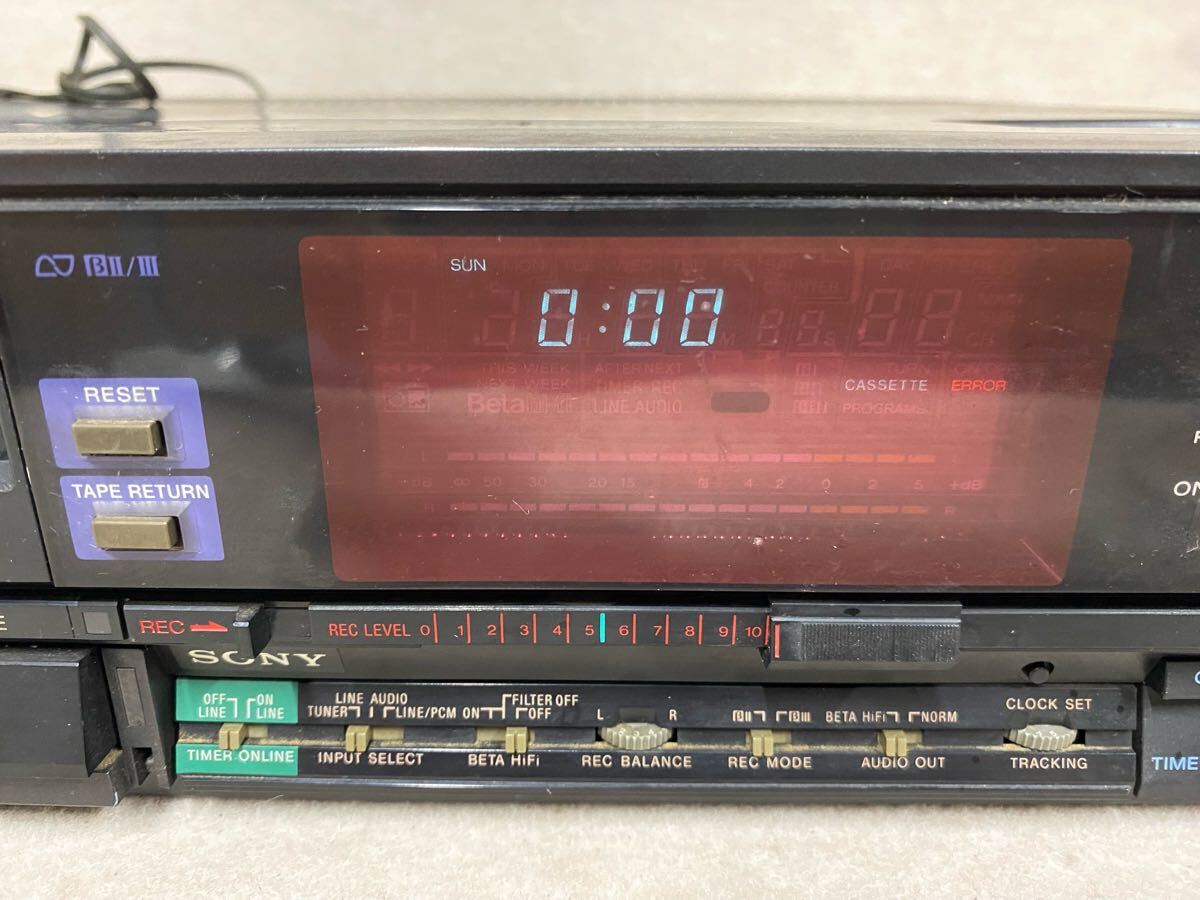 βII/III
SUN
0:00
COUNTER
RESET
THIS WEEK AFTER NEXT
TIMER REC
CASSETTE ERROR
Beta LINE AUDIO
PROGRAMS
L
TAPE RETURN
dB ∞ 50 30 20 15 4 2 0 2 5 +dB
R R
ON
REC
REC LEVEL 0 1 2 3 4 5 6 7 8 9 10
SONY
OFF LINE ON LINE
LINE AUDIO
TUNER LINE/PCM
FILTER OFF
ON OFF
L R
βII βIII
BETA HiFi NORM
CLOCK SET
TIMER ONLINE INPUT SELECT BETA HiFi REC BALANCE REC MODE AUDIO OUT TRACKING
TIME